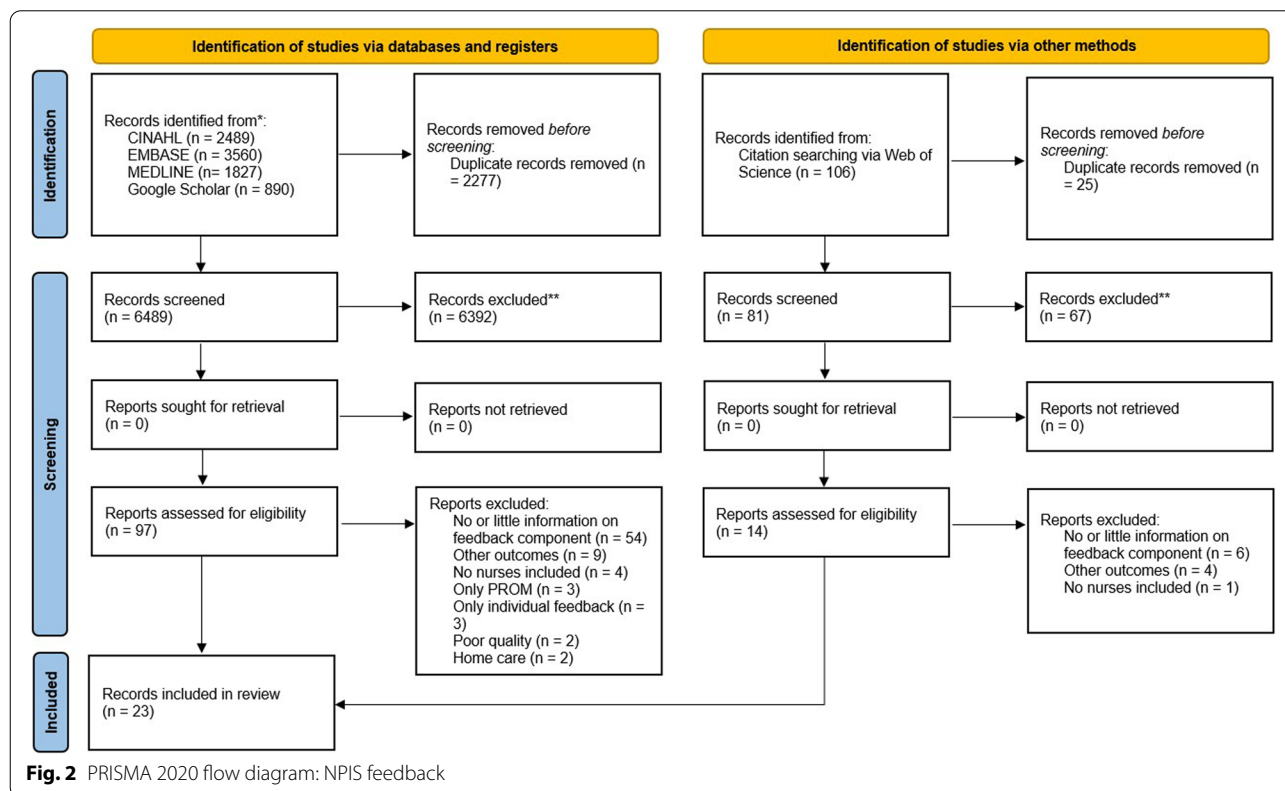 Identification of studies via databases and registers
Identification of studies via other methods
Identification
Records identified from*:
CINAHL (n = 2489)
EMBASE (n = 3560)
MEDLINE (n= 1827)
Google Scholar (n = 890)
Records removed before
screening:
Duplicate records removed (n
= 2277)
Records identified from:
Citation searching via Web of
Science (n = 106)
Records removed before
screening:
Duplicate records removed (n
= 25)
Screening
Records screened
(n = 6489)
Records excluded**
(n = 6392)
Records screened
(n = 81)
Records excluded**
(n = 67)
Reports sought for retrieval
(n = 0)
Reports not retrieved
(n = 0)
Reports sought for retrieval
(n = 0)
Reports not retrieved
(n = 0)
Reports assessed for eligibility
(n = 97)
Reports excluded:
No or little information on
feedback component (n = 54)
Other outcomes (n = 9)
No nurses included (n = 4)
Only PROM (n = 3)
Only individual feedback (n =
3)
Poor quality (n = 2)
Home care (n = 2)
Reports assessed for eligibility
(n = 14)
Reports excluded:
No or little information on
feedback component (n = 6)
Other outcomes (n = 4)
No nurses included (n = 1)
Included
Records included in review
(n = 23)
Fig. 2 PRISMA 2020 flow diagram: NPIS feedback